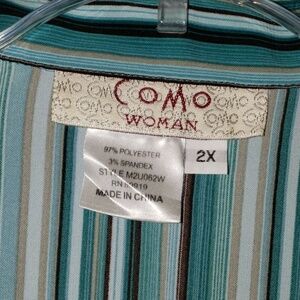 COMO
WOMAN
2X
97% POLYESTER
3% SPANDEX
STYLE M2U062W
MADE IN CHINA